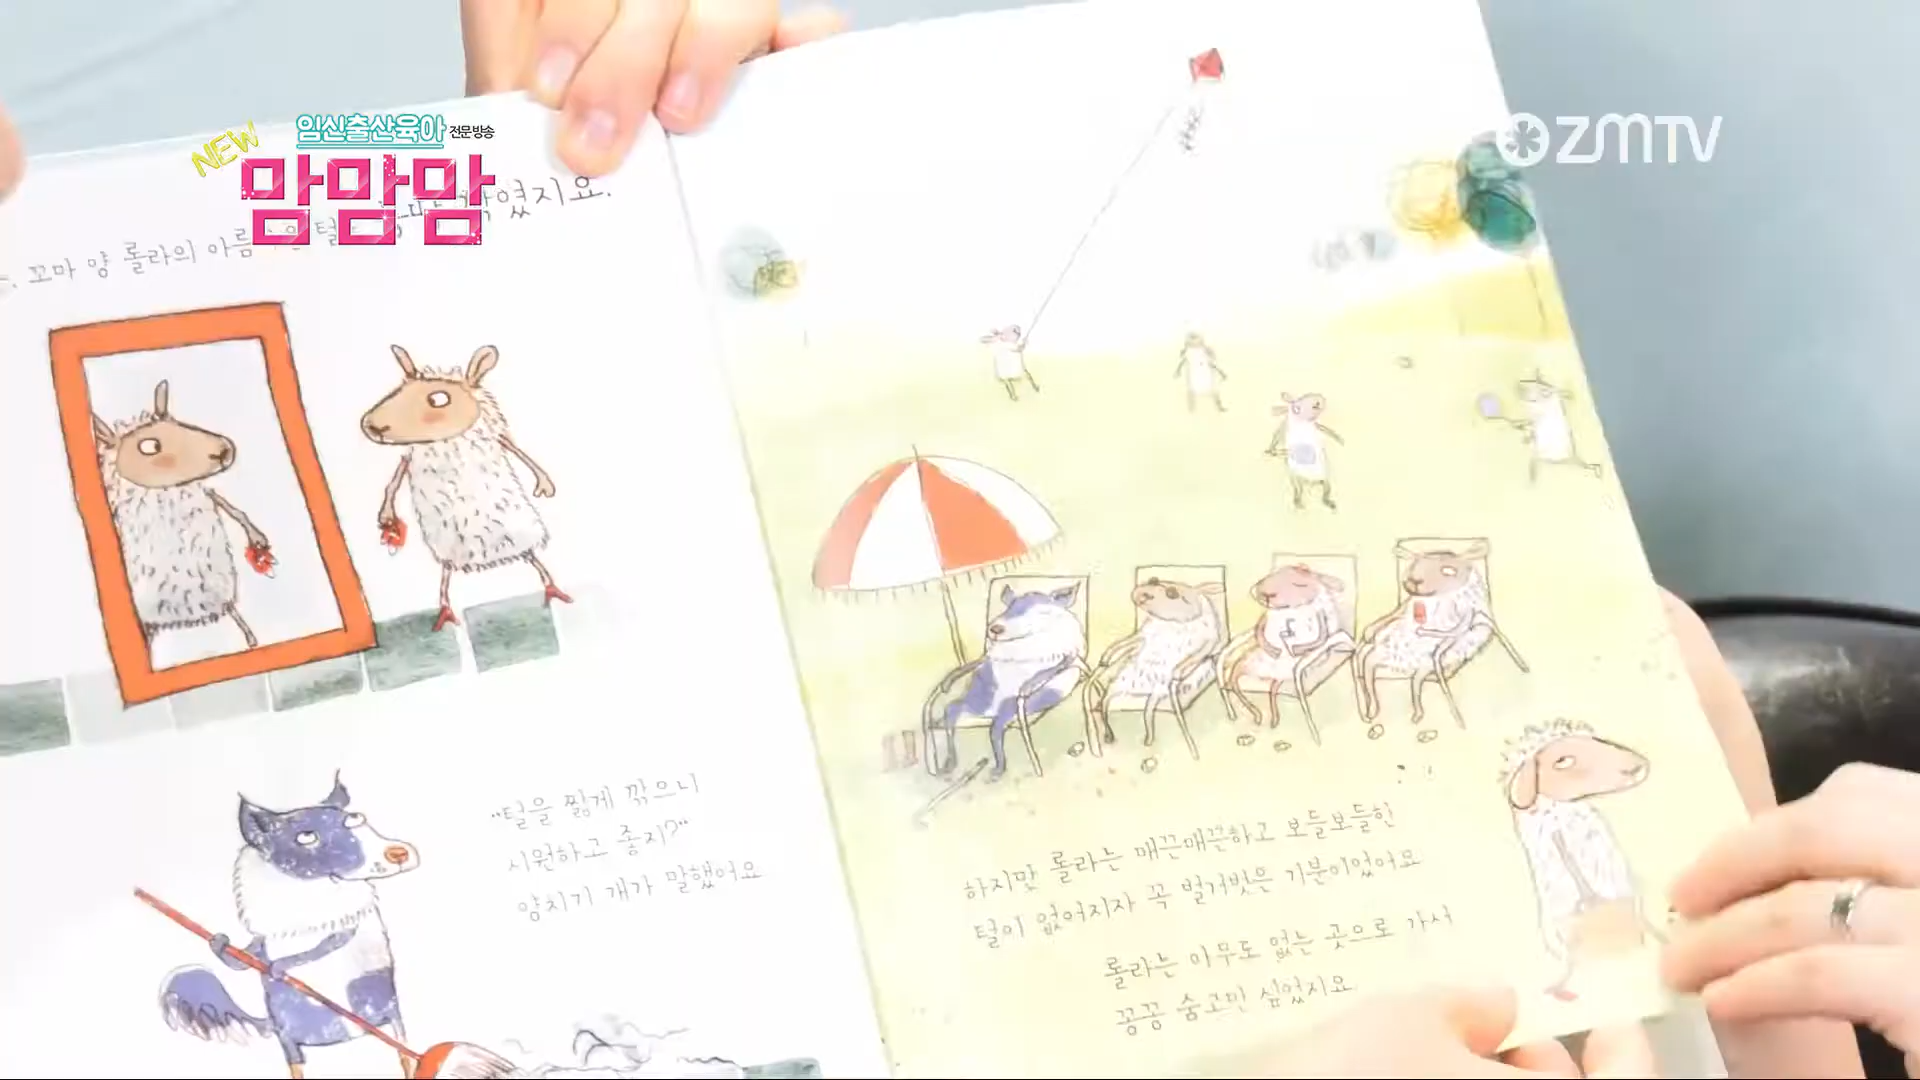 NEW
임신출산육아 전문방송
맘맘맘
ZMTV
였지요.
꼬마 양 롤라의 아름
"털을 짧게 깎으니
시원하고 좋지?"
양치기 개가 말했어요
하지만 롤라는 매끈매끈하고 보들보들한
털이 없어지자 꼭 벌거벗은 기분이었어요
롤라는 아무도 없는 곳으로 가서
꽁꽁 숨고만 싶었지요